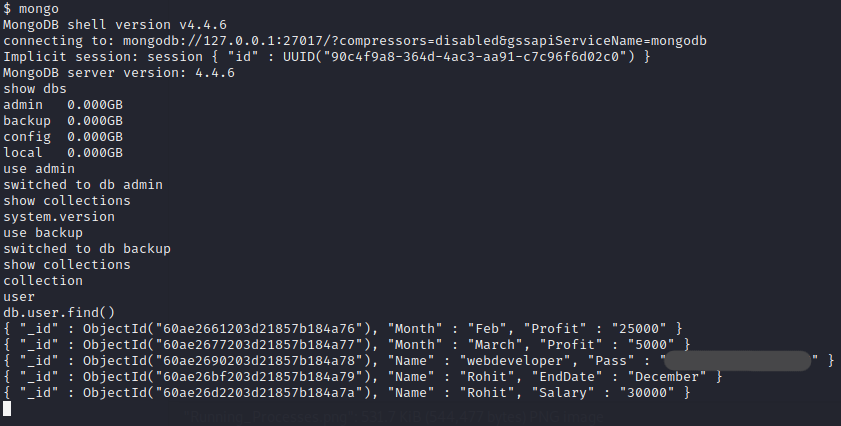 $ mongo
MongoDB shell version v4.4.6
connecting to: mongodb://127.0.0.1:27017/?compressors=disabled&gssapiServiceName=mongodb
Implicit session: session { "id" : UUID("90c4f9a8-364d-4ac3-aa91-c7c96f6d02c0") }
MongoDB server version: 4.4.6
show dbs
admin   0.000GB
backup  0.000GB
config  0.000GB
local   0.000GB
use admin
switched to db admin
show collections
system.version
use backup
switched to db backup
show collections
collection
user
db.user.find()
{ "_id" : ObjectId("60ae2661203d21857b184a76"), "Month" : "Feb", "Profit" : "25000" }
{ "_id" : ObjectId("60ae2677203d21857b184a77"), "Month" : "March", "Profit" : "5000" }
{ "_id" : ObjectId("60ae2690203d21857b184a78"), "Name" : "webdeveloper", "Pass" : "" }
{ "_id" : ObjectId("60ae26bf203d21857b184a79"), "Name" : "Rohit", "EndDate" : "December" }
{ "_id" : ObjectId("60ae26d2203d21857b184a7a"), "Name" : "Rohit", "Salary" : "30000" }